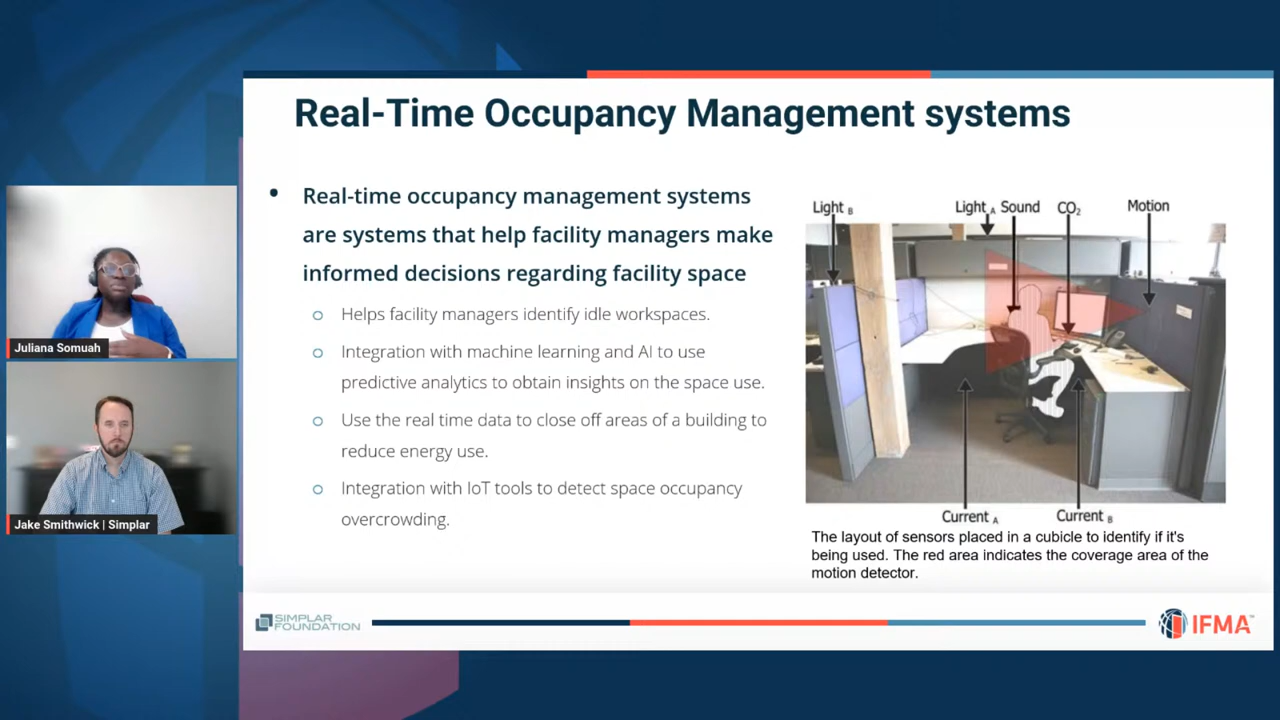 Real-Time Occupancy Management systems
• Real-time occupancy management systems
are systems that help facility managers make
informed decisions regarding facility space
o Helps facility managers identify idle workspaces.
o Integration with machine learning and AI to use
predictive analytics to obtain insights on the space use.
o Use the real time data to close off areas of a building to
reduce energy use.
o Integration with IoT tools to detect space occupancy
overcrowding.
Light B
Light A Sound CO₂ Motion
Current A Current B
The layout of sensors placed in a cubicle to identify if it's
being used. The red area indicates the coverage area of the
motion detector.
Juliana Somuah
Jake Smithwick | Simplar
SIMPLAR
FOUNDATION
IFMA™